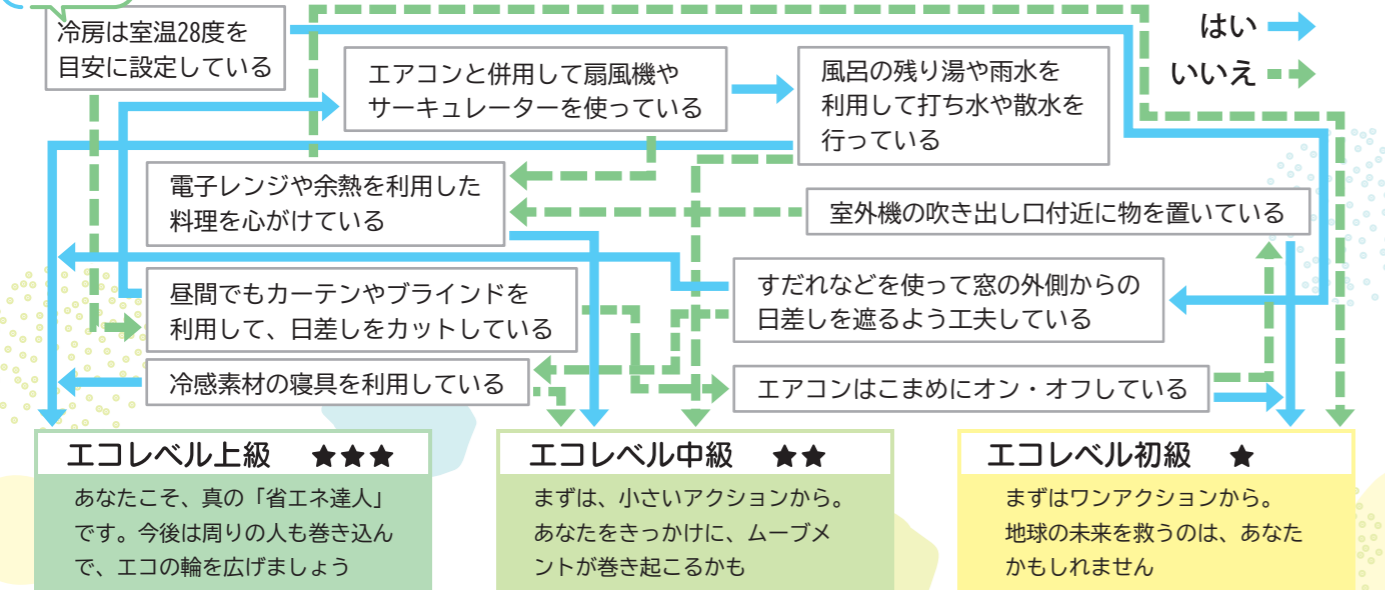 冷房は室温28度を
目安に設定している
はい
いいえ
エアコンと併用して扇風機や
サーキュレーターを使っている
風呂の残り湯や雨水を
利用して打ち水や散水を
行っている
電子レンジや余熱を利用した
料理を心がけている
室外機の吹き出し口付近に物を置いている
昼間でもカーテンやブラインドを
利用して、日差しをカットしている
すだれなどを使って窓の外側からの
日差しを遮るよう工夫している
冷感素材の寝具を利用している
エアコンはこまめにオン・オフしている
エコレベル上級 ★★★
あなたこそ、真の「省エネ達人」
です。今後は周りの人も巻き込ん
で、エコの輪を広げましょう
エコレベル中級 ★★
まずは、小さいアクションから。
あなたをきっかけに、ムーブメ
ントが巻き起こるかも
エコレベル初級 ★
まずはワンアクションから。
地球の未来を救うのは、あなた
かもしれません